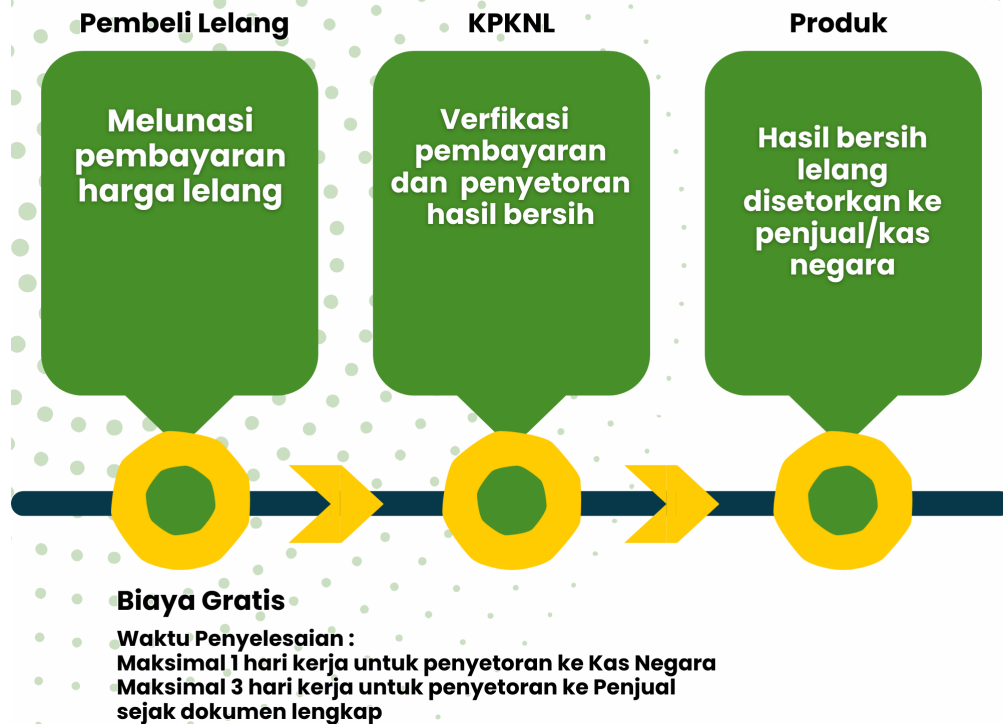 Pembeli Lelang
Melunasi
pembayaran
harga lelang
KPKNL
Verfikasi
pembayaran
dan penyetoran
hasil bersih
Produk
Hasil bersih
lelang
disetorkan ke
penjual/kas
negara
Biaya Gratis
Waktu Penyelesaian :
Maksimal 1 hari kerja untuk penyetoran ke Kas Negara
Maksimal 3 hari kerja untuk penyetoran ke Penjual
sejak dokumen lengkap